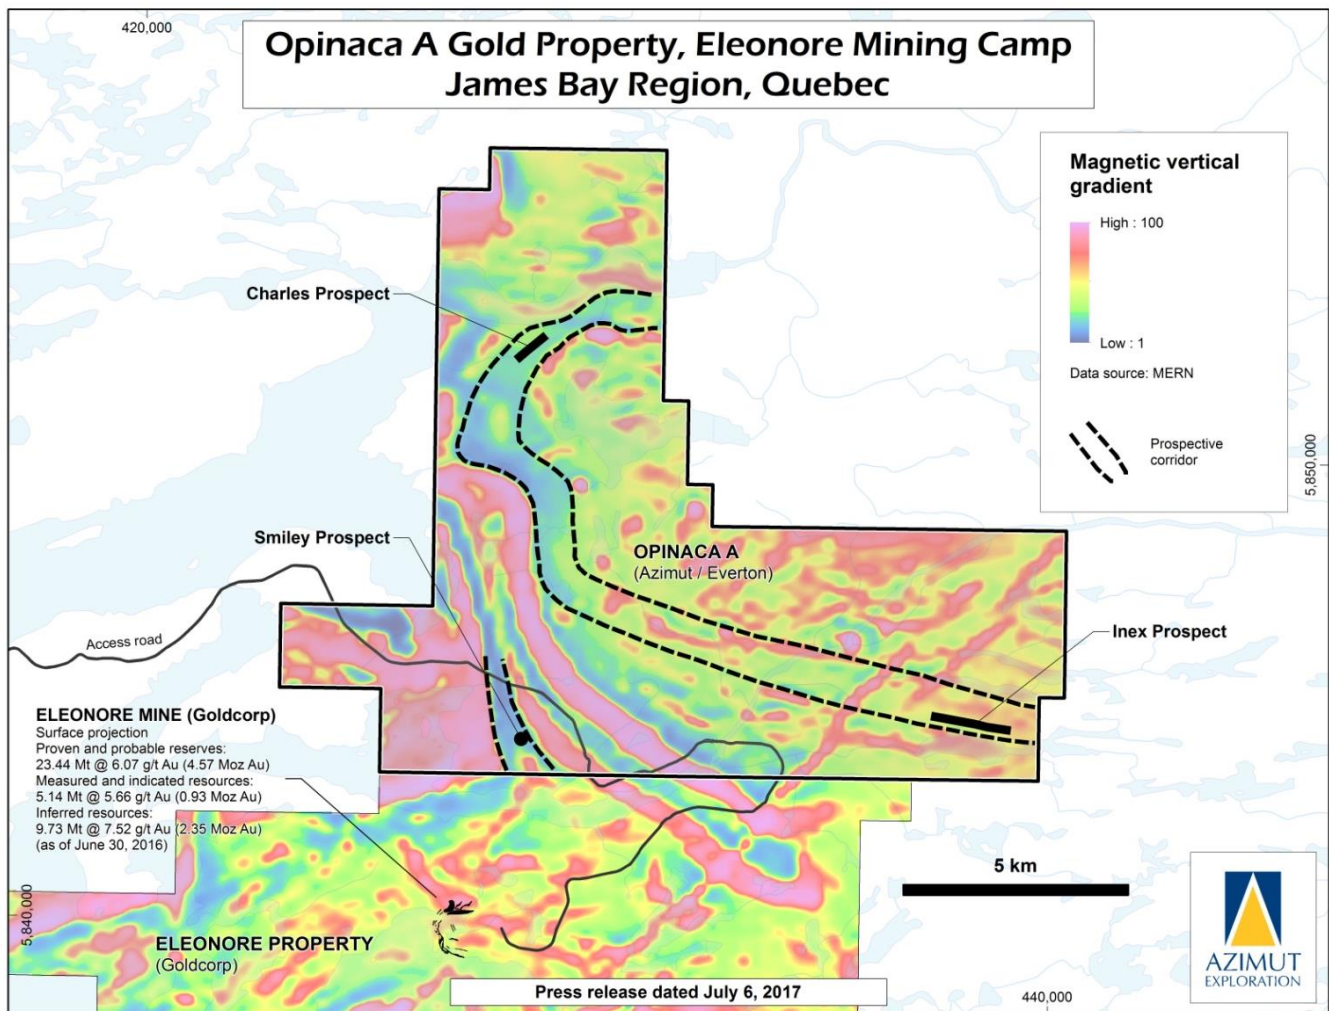 420,000
Opinaca A Gold Property, Eleonore Mining Camp
James Bay Region, Quebec
Magnetic vertical
gradient
High : 100
Low : 1
Data source: MERN
Prospective
corridor
5,850,000
Charles Prospect
Smiley Prospect
OPINACA A
(Azimut / Everton)
Inex Prospect
Access road
ELEONORE MINE (Goldcorp)
Surface projection
Proven and probable reserves:
23.44 Mt @ 6.07 g/t Au (4.57 Moz Au)
Measured and indicated resources:
5.14 Mt @ 5.66 g/t Au (0.93 Moz Au)
Inferred resources:
9.73 Mt @ 7.52 g/t Au (2.35 Moz Au)
(as of June 30, 2016)
5 km
5,840,000
ELEONORE PROPERTY
(Goldcorp)
AZIMUT
EXPLORATION
Press release dated July 6, 2017
440,000